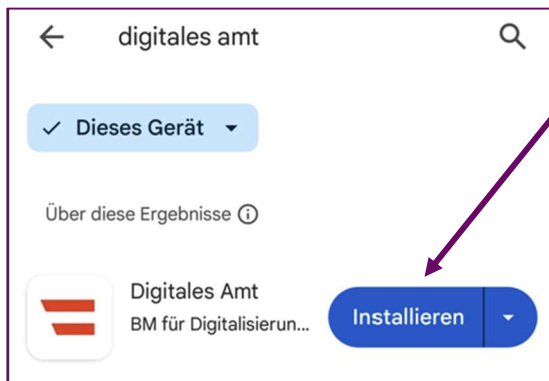 digitales amt
Dieses Gerät
Über diese Ergebnisse
Digitales Amt
BM für Digitalisierun...
Installieren